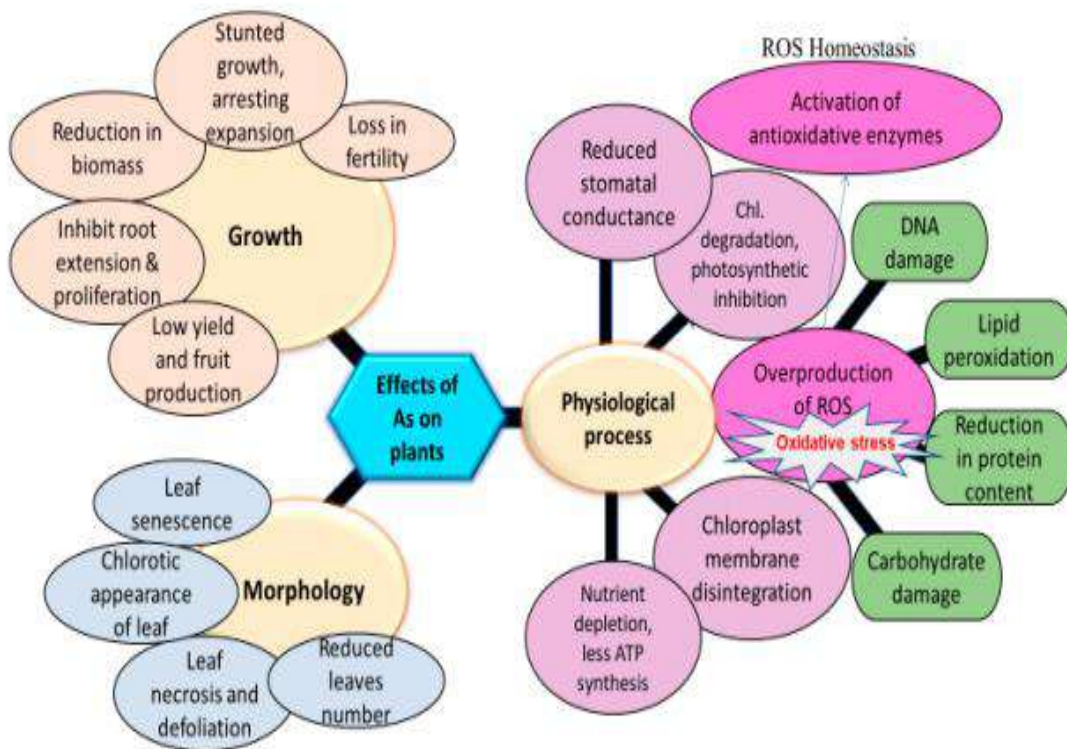 Stunted
growth,
arresting
expansion
Reduction in
biomass
Loss in
fertility
Inhibit root
extension &
proliferation
Growth
Low yield
and fruit
production
Effects of
As on
plants
Leaf
senescence
Chlorotic
appearance
of leaf
Morphology
Leaf
necrosis and
defoliation
Reduced
leaves
number
ROS Homeostasis
Activation of
antioxidative enzymes
Reduced
stomatal
conductance
Chl.
degradation,
photosynthetic
inhibition
DNA
damage
Lipid
peroxidation
Physiological
process
Overproduction
of ROS
Oxidative stress
Reduction
in protein
content
Chloroplast
membrane
disintegration
Carbohydrate
damage
Nutrient
depletion,
less ATP
synthesis